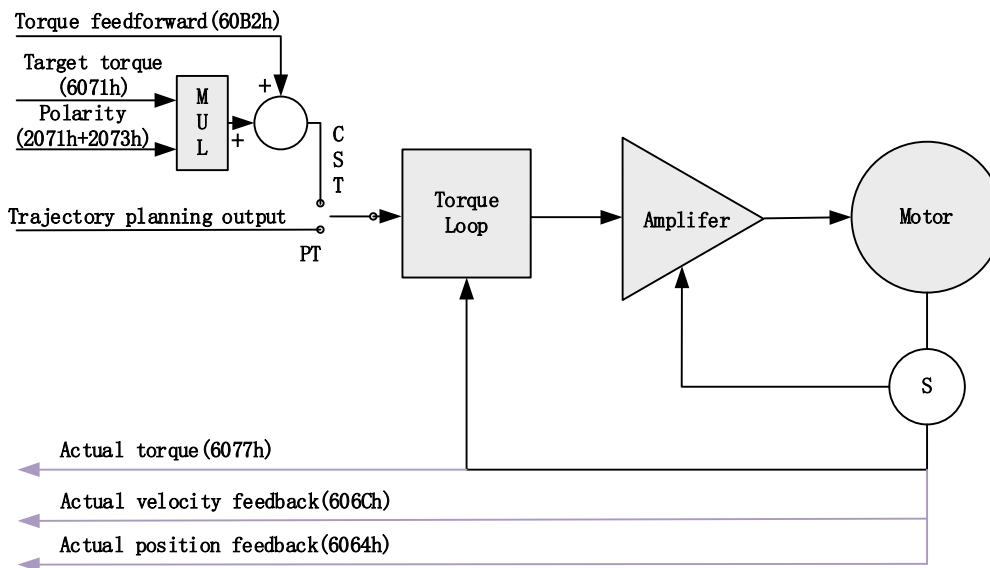 Torque feedforward(60B2h)
Target torque
(6071h)
Polarity
(2071h+2073h)
M
U
L
+
+
C
S
T
Trajectory planning output
PT
Torque
Loop
Amplifer
Motor
S
Actual torque(6077h)
Actual velocity feedback(606Ch)
Actual position feedback(6064h)